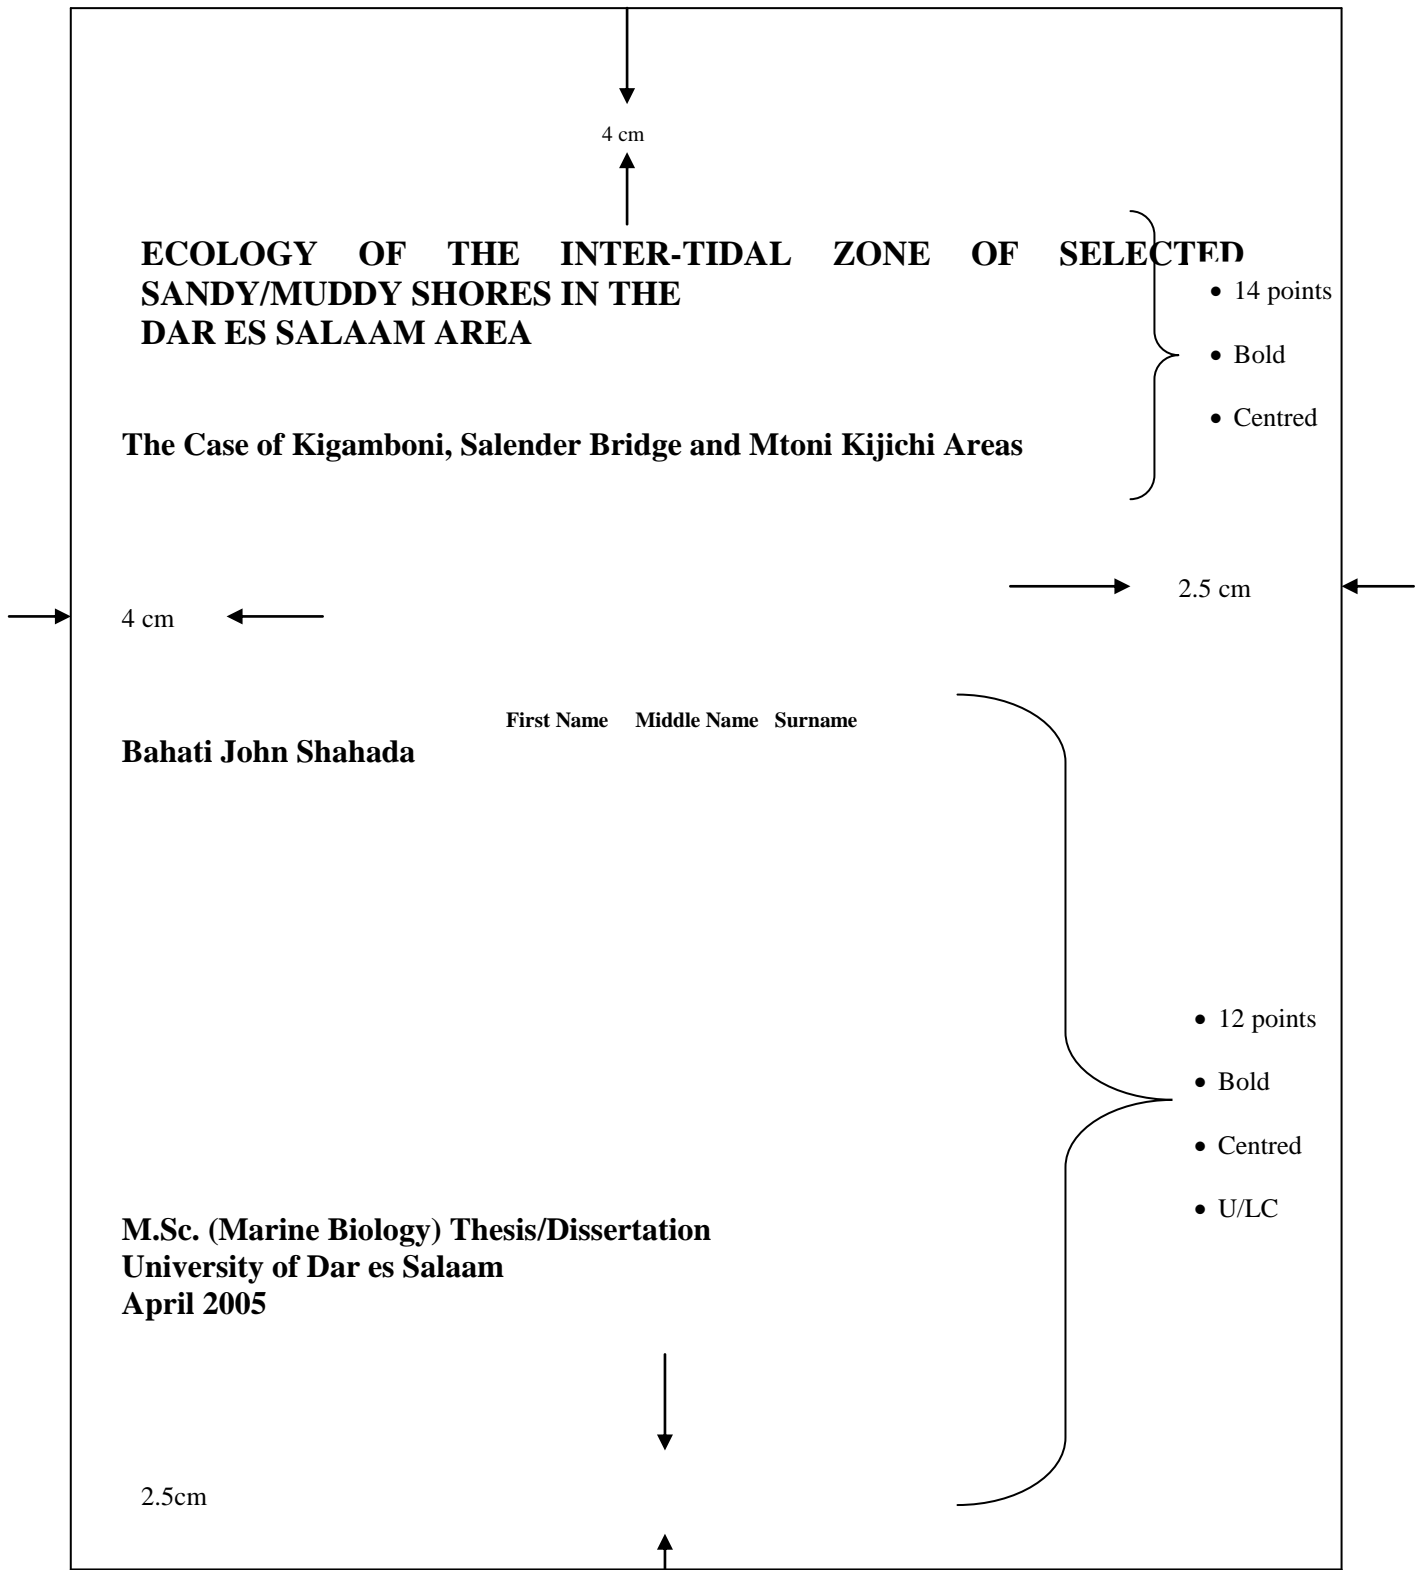 4 cm
ECOLOGY OF THE INTER-TIDAL ZONE OF SELECTED
SANDY/MUDDY SHORES IN THE
DAR ES SALAAM AREA
• 14 points
• Bold
• Centred
The Case of Kigamboni, Salender Bridge and Mtoni Kijichi Areas
2.5 cm
4 cm
First Name Middle Name Surname
Bahati John Shahada
• 12 points
• Bold
• Centred
• U/LC
M.Sc. (Marine Biology) Thesis/Dissertation
University of Dar es Salaam
April 2005
2.5cm